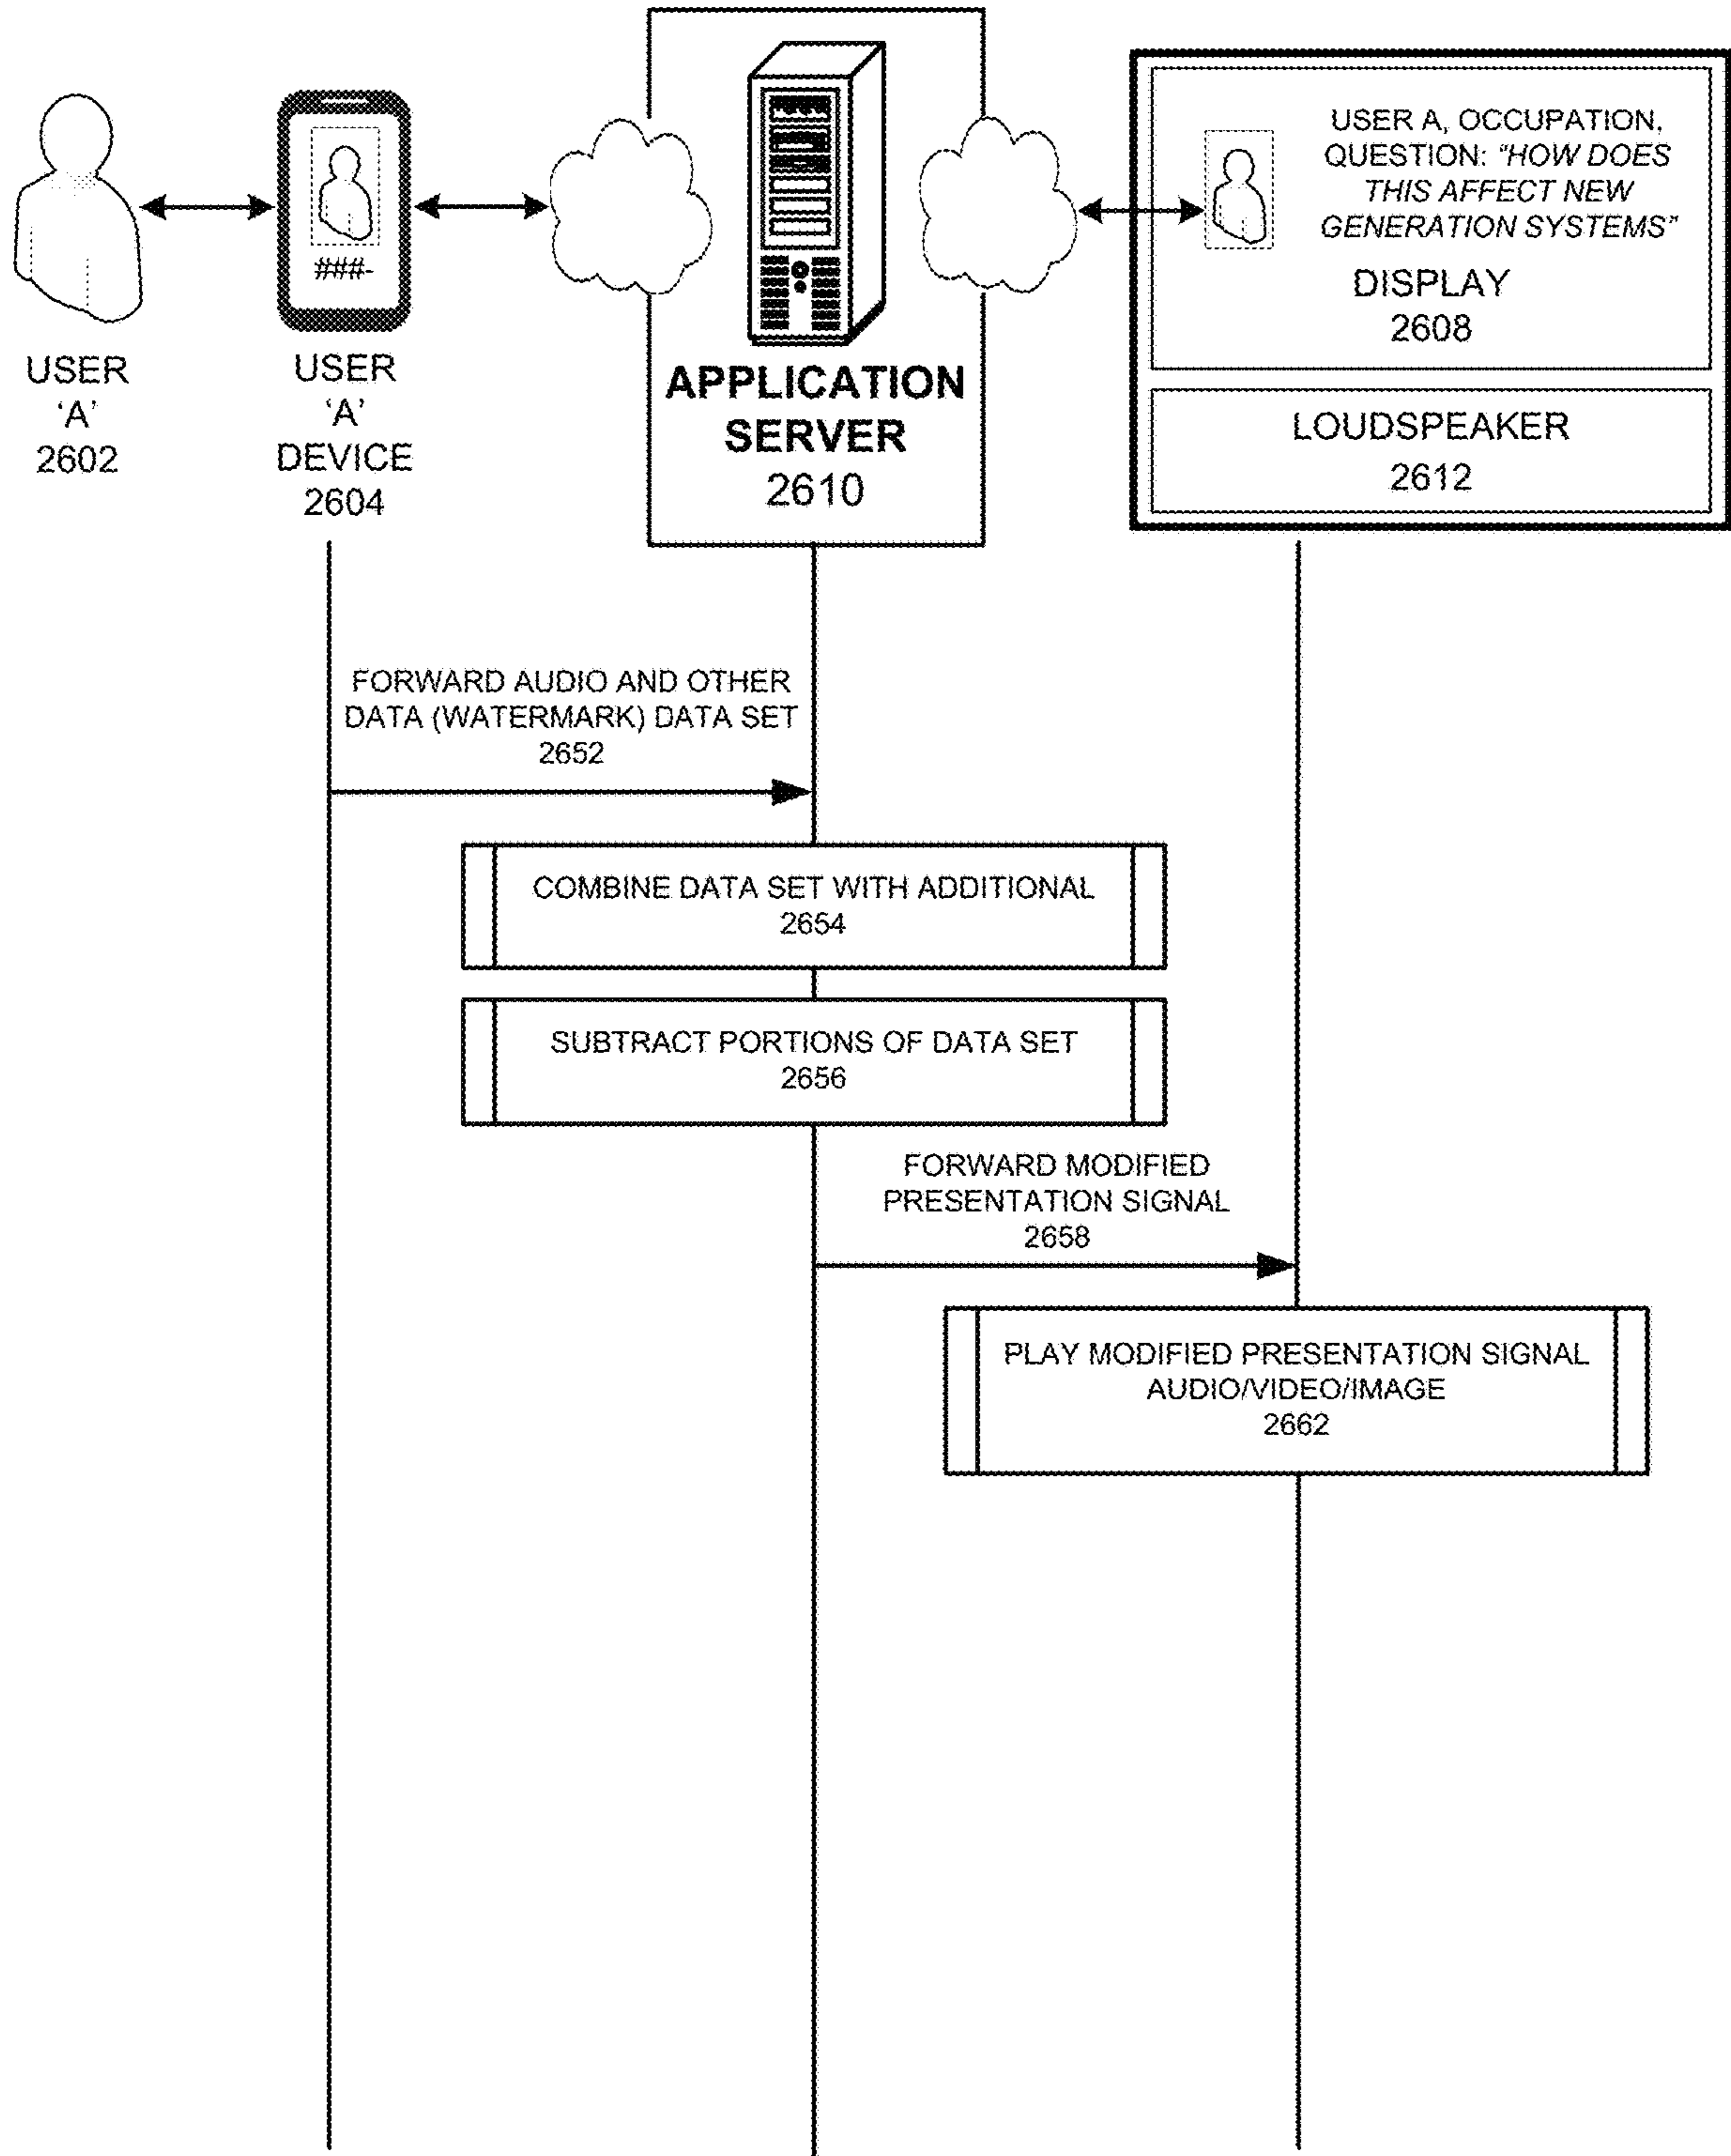 USER
‘A’
2602
###-
USER
‘A’
DEVICE
2604
APPLICATION
SERVER
2610
USER A, OCCUPATION,
QUESTION: “HOW DOES
THIS AFFECT NEW
GENERATION SYSTEMS”
DISPLAY
2608
LOUDSPEAKER
2612
FORWARD AUDIO AND OTHER
DATA (WATERMARK) DATA SET
2652
COMBINE DATA SET WITH ADDITIONAL
2654
SUBTRACT PORTIONS OF DATA SET
2656
FORWARD MODIFIED
PRESENTATION SIGNAL
2658
PLAY MODIFIED PRESENTATION SIGNAL
AUDIO/VIDEO/IMAGE
2662